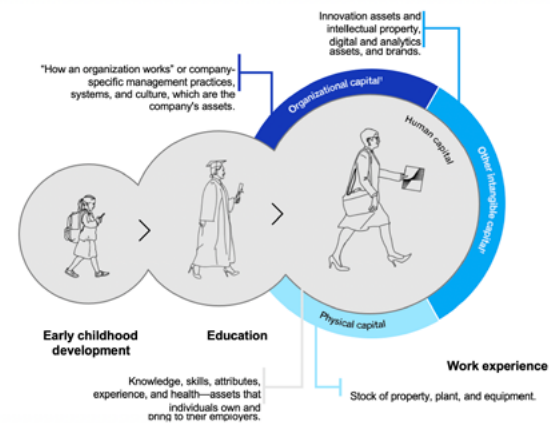 Innovation assets and
intellectual property,
digital and analytics
assets, and brands.
“How an organization works” or company-
specific management practices,
systems, and culture, which are the
company's assets.
Organizational capital¹
Human capital
Other intangible capital¹
Physical capital
Early childhood
development
Education
Work experience
Knowledge, skills, attributes,
experience, and health—assets that
individuals own and
bring to their employers.
Stock of property, plant, and equipment.